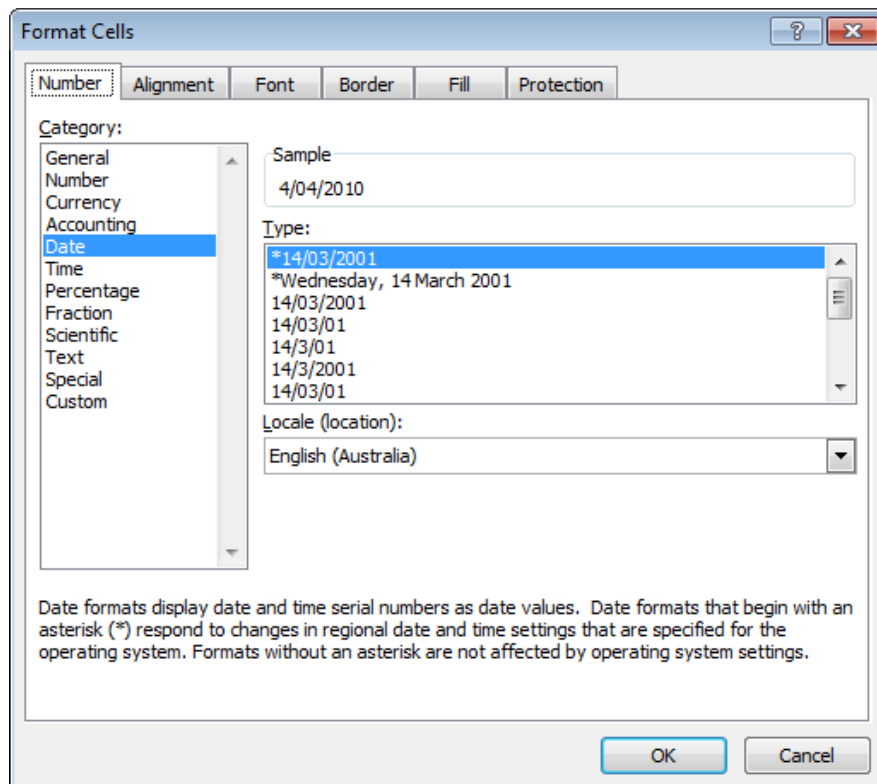 Format Cells
Number Alignment Font Border Fill Protection
Category:
General
Number
Currency
Accounting
Date
Time
Percentage
Fraction
Scientific
Text
Special
Custom
Sample
4/04/2010
Type:
*14/03/2001
*Wednesday, 14 March 2001
14/03/2001
14/03/01
14/3/01
14/3/2001
14/03/01
Locale (location):
English (Australia)
Date formats display date and time serial numbers as date values.  Date formats that begin with an
asterisk (*) respond to changes in regional date and time settings that are specified for the
operating system. Formats without an asterisk are not affected by operating system settings.
OK Cancel